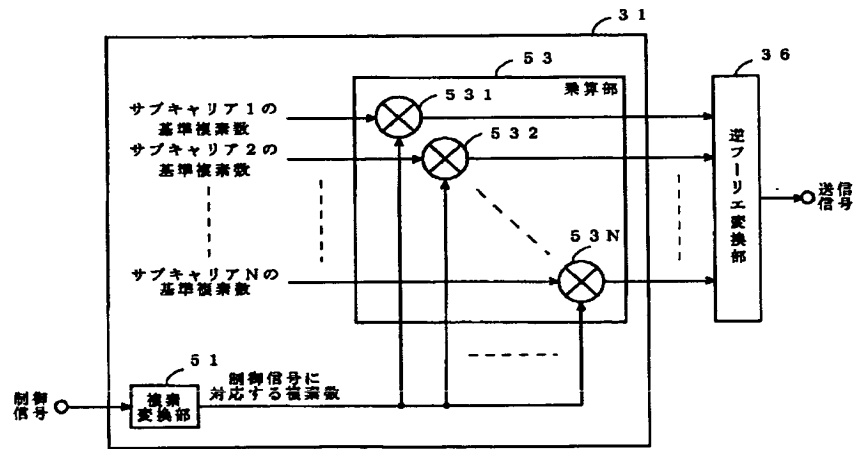 ３１
５３
３６
乗算部
５３１
サブキャリア１の
基準複素数
５３２
サブキャリア２の
基準複素数
逆フーリエ変換部
送信
信号
５３Ｎ
サブキャリアＮの
基準複素数
５１
制御信号に
対応する複素数
制御
信号
複素
変換部